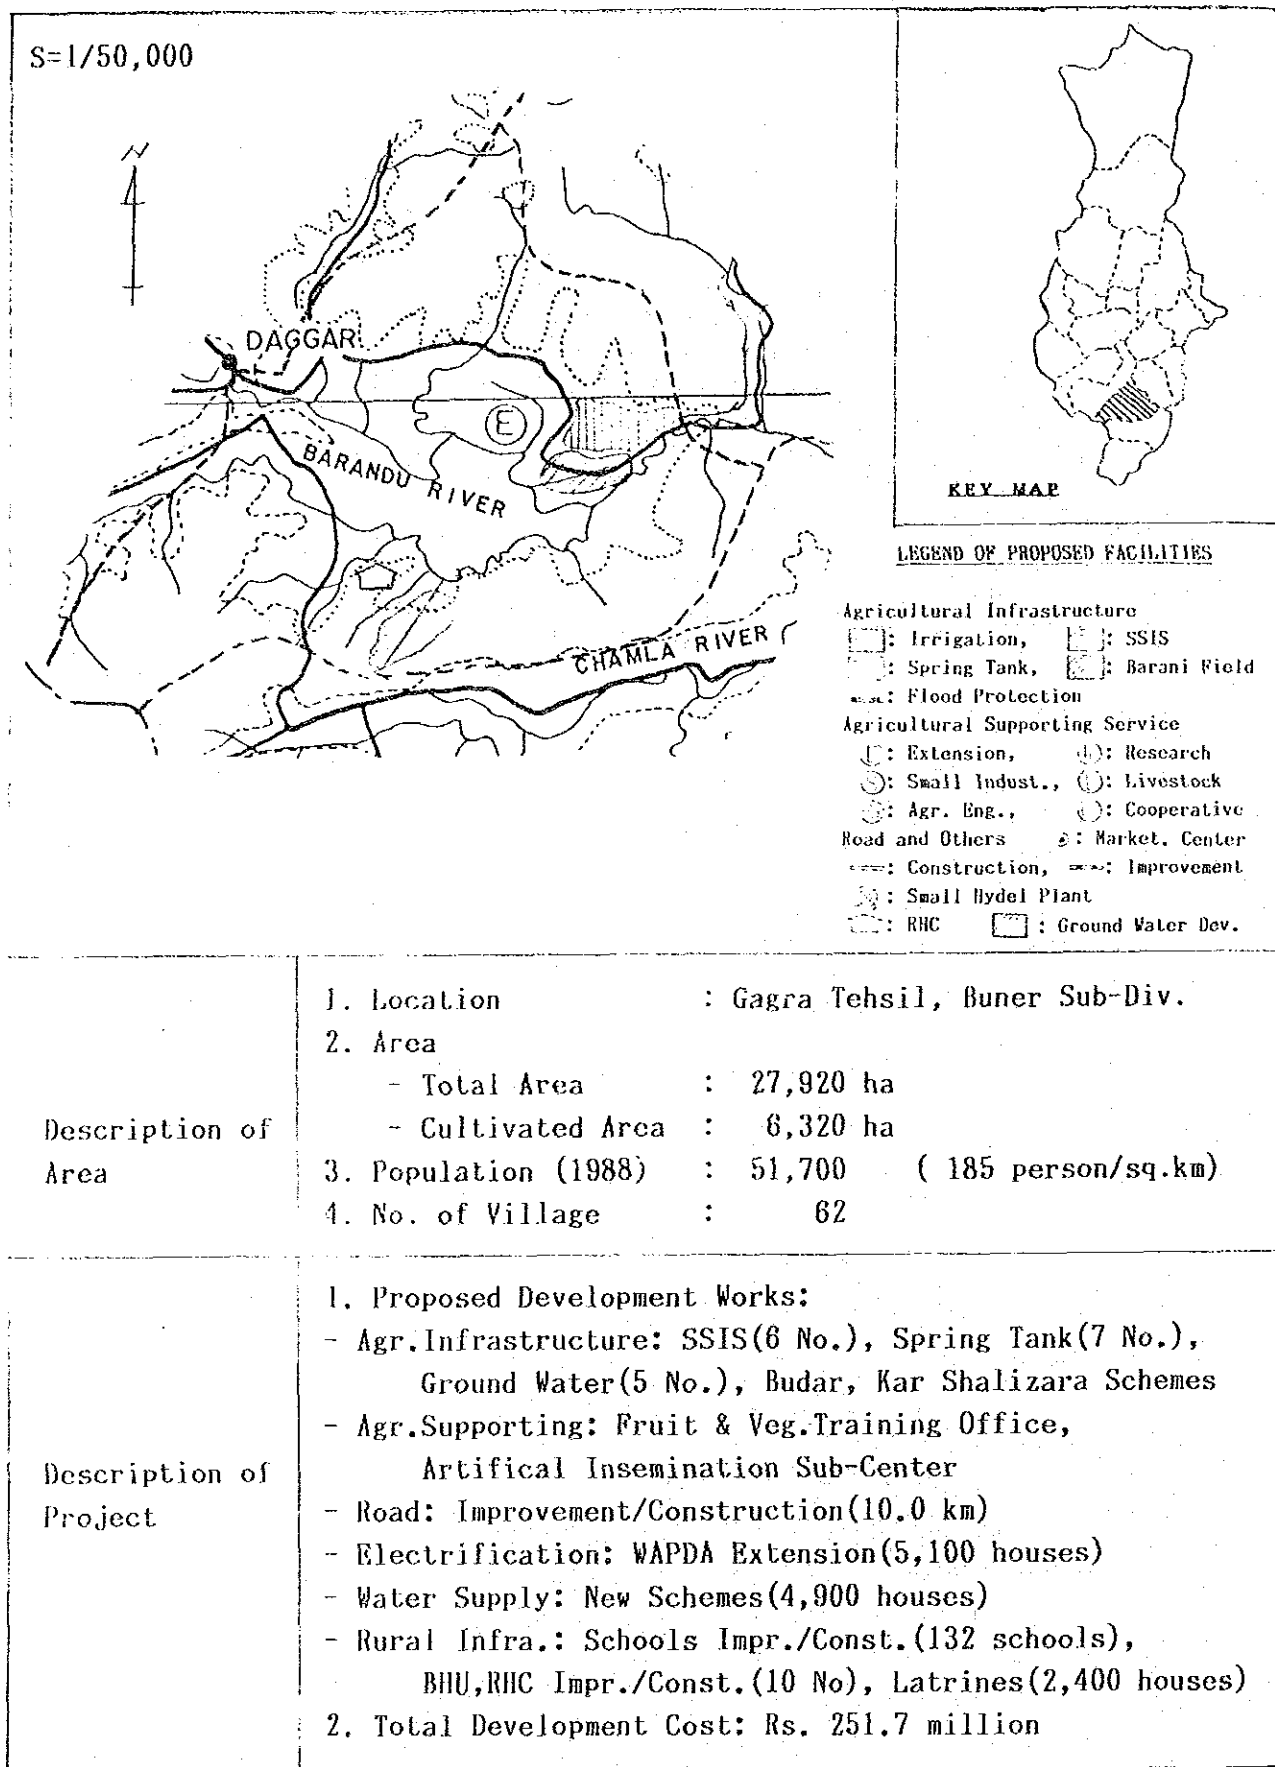 S=1/50,000
N
DAGGAR
E
BARANDU RIVER
CHAMLA RIVER
KEY MAP
LEGEND OF PROPOSED FACILITIES
Agricultural Infrastructure
: Irrigation, : SSIS
: Spring Tank, : Barani Field
: Flood Protection
Agricultural Supporting Service
: Extension, : Research
: Small Indust., : Livestock
: Agr. Eng., : Cooperative
Road and Others : Market. Center
: Construction, : Improvement
: Small Hydel Plant
: RHC : Ground Water Dev.
Description of
Area
1. Location : Gagra Tehsil, Buner Sub-Div.
2. Area
- Total Area : 27,920 ha
- Cultivated Area : 6,320 ha
3. Population (1988) : 51,700 ( 185 person/sq.km)
4. No. of Village : 62
Description of
Project
1. Proposed Development Works:
- Agr.Infrastructure: SSIS(6 No.), Spring Tank(7 No.),
Ground Water(5 No.), Budar, Kar Shalizara Schemes
- Agr.Supporting: Fruit & Veg.Training Office,
Artifical Insemination Sub-Center
- Road: Improvement/Construction(10.0 km)
- Electrification: WAPDA Extension(5,100 houses)
- Water Supply: New Schemes(4,900 houses)
- Rural Infra.: Schools Impr./Const.(132 schools),
BHU,RHC Impr./Const.(10 No), Latrines(2,400 houses)
2. Total Development Cost: Rs. 251.7 million